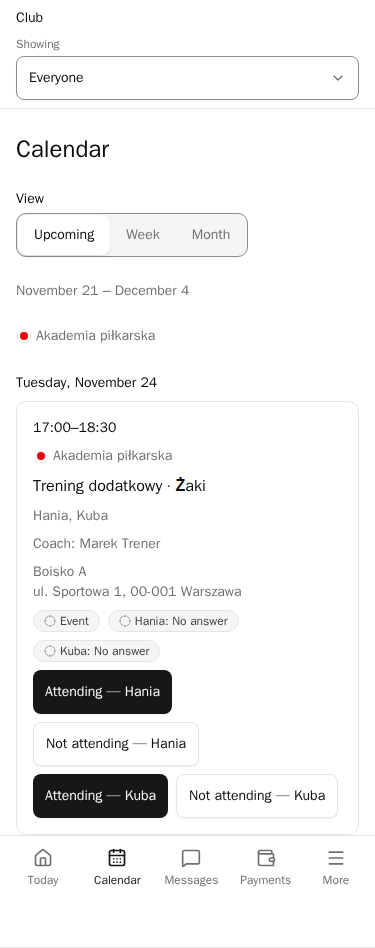 Club
Showing
Everyone
Calendar
View
Upcoming Week Month
November 21 – December 4
Akademia piłkarska
Tuesday, November 24
17:00–18:30
Akademia piłkarska
Trening dodatkowy · Żaki
Hania, Kuba
Coach: Marek Trener
Boisko A
ul. Sportowa 1, 00-001 Warszawa
Event Hania: No answer
Kuba: No answer
Attending — Hania
Not attending — Hania
Attending — Kuba Not attending — Kuba
Today Calendar Messages Payments More